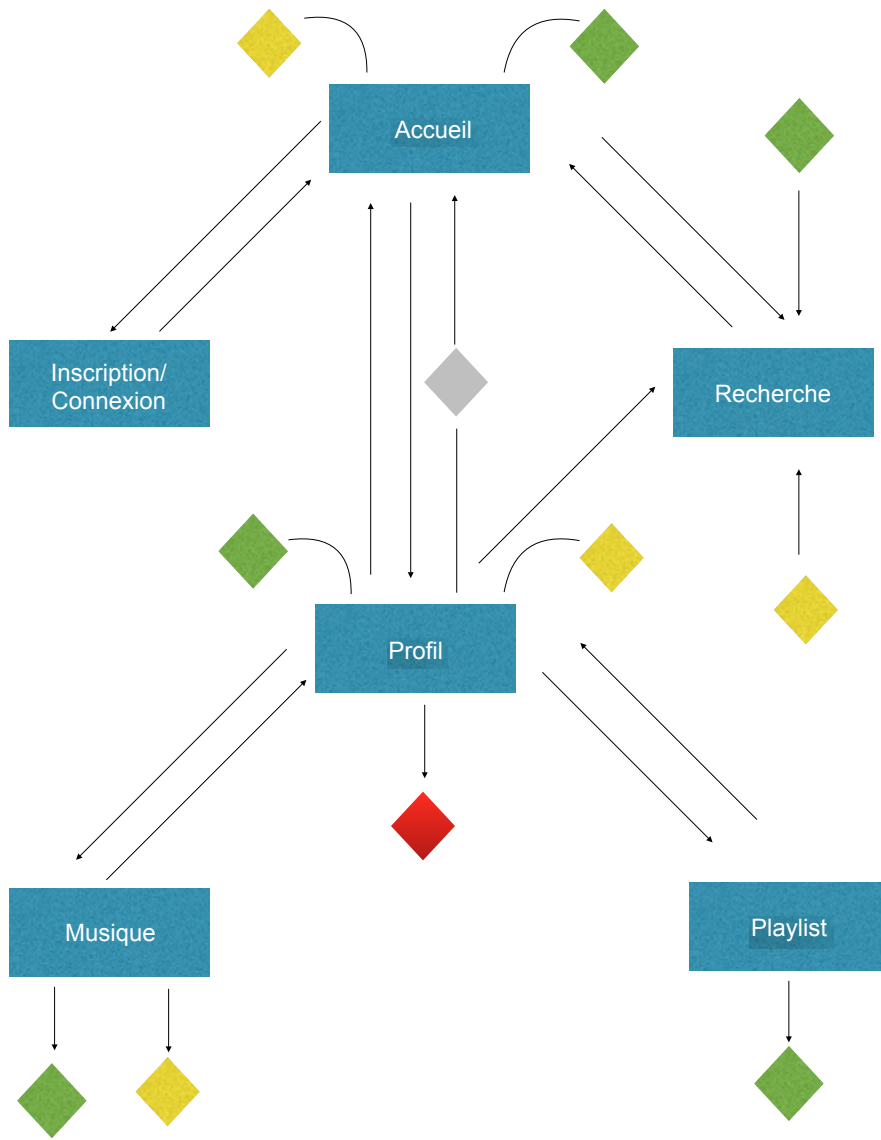 Accueil
Inscription/
Connexion
Recherche
Profil
Musique
Playlist